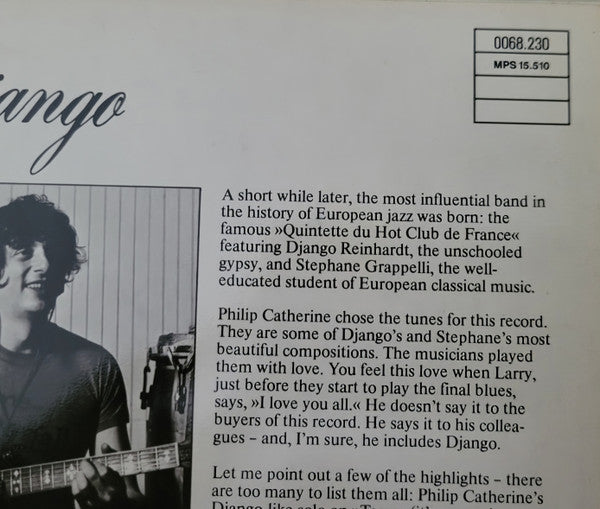 0068.230
MPS 15.510
ango
A short while later, the most influential band in
the history of European jazz was born: the
famous »Quintette du Hot Club de France«
featuring Django Reinhardt, the unschooled
gypsy, and Stephane Grappelli, the well-
educated student of European classical music.
Philip Catherine chose the tunes for this record.
They are some of Django's and Stephane's most
beautiful compositions. The musicians played
them with love. You feel this love when Larry,
just before they start to play the final blues,
says, »I love you all.« He doesn't say it to the
buyers of this record. He says it to his collea-
gues – and, I'm sure, he includes Django.
Let me point out a few of the highlights – there
are too many to list them all: Philip Catherine's
Django-like solo on